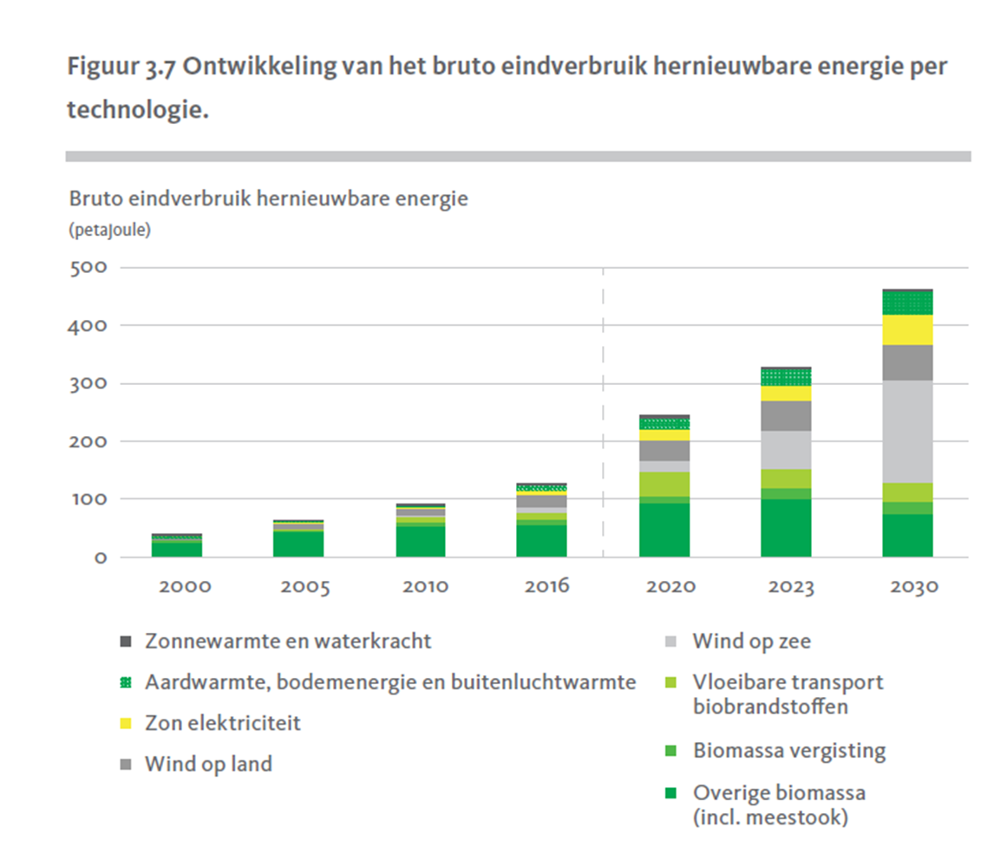 Figuur 3.7 Ontwikkeling van het bruto eindverbruik hernieuwbare energie per
technologie.
Bruto eindverbruik hernieuwbare energie
(petaJoule)
500
400
300
200
100
0
2000 2005 2010 2016 2020 2023 2030
Zonnewarmte en waterkracht
Aardwarmte, bodemenergie en buitenluchtwarmte
Zon elektriciteit
Wind op land
Wind op zee
Vloeibare transport
biobrandstoffen
Biomassa vergisting
Overige biomassa
(incl. meestook)